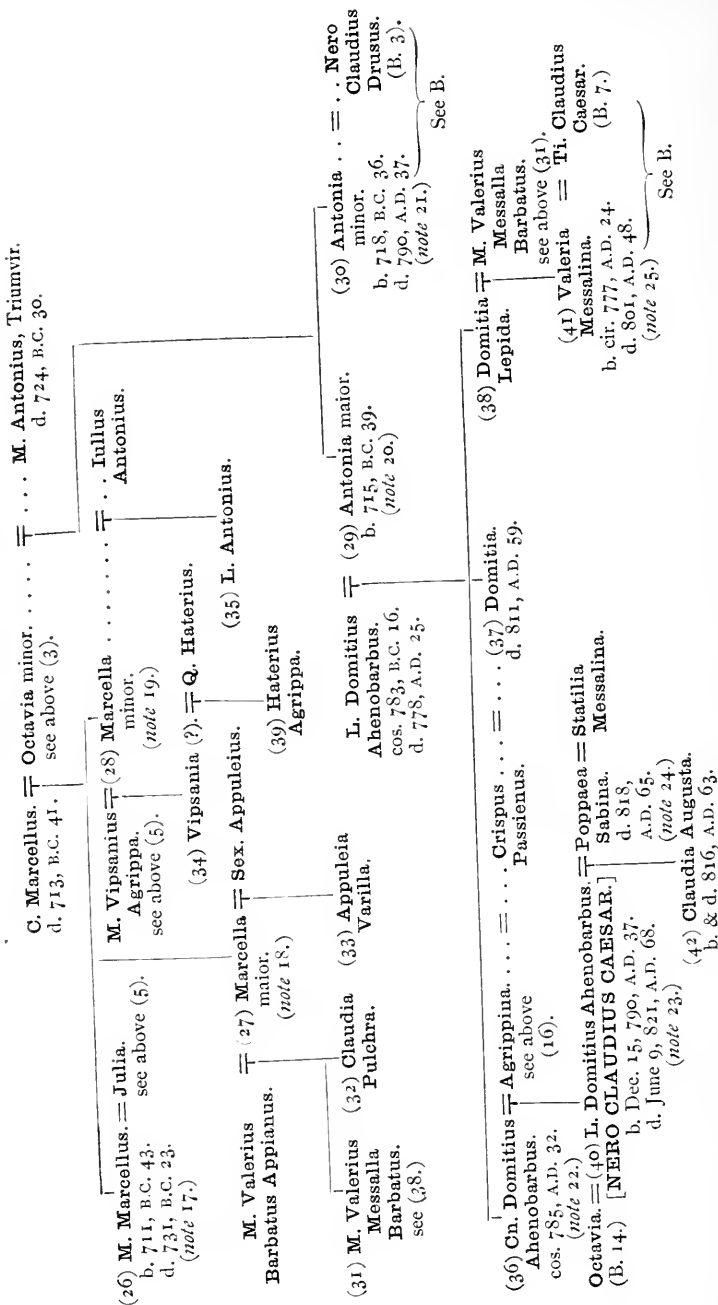 C. Marcellus. = Octavia minor. . . . . = . . . M. Antonius, Triumvir.
d. 713, B.C. 41. see above (3). d. 724, B.C. 30.
(26) M. Marcellus. = Julia.
b. 711, B.C. 43. see above (5).
d. 731, B.C. 23.
(note 17.)
M. Vipsanius = (28) Marcella . . . . . . . . = . . Iullus
Agrippa. minor. Antonius.
see above (5). (note 19.)
(34) Vipsania (?). = Q. Haterius.
(35) L. Antonius.
(30) Antonia . . = . . Nero
minor. Claudius
b. 718, B.C. 36. Drusus.
d. 790, A.D. 37. (B. 3).
(note 21.)
See B.
M. Valerius = (27) Marcella = Sex. Appuleius.
Barbatus Appianus. maior.
(note 18.)
(39) Haterius
Agrippa.
L. Domitius = (29) Antonia maior.
Ahenobarbus. b. 715, B.C. 39.
cos. 783, B.C. 16. (note 20.)
d. 778, A.D. 25.
(31) M. Valerius
Messalla
Barbatus.
see (38.)
(32) Claudia
Pulchra.
(33) Appuleia
Varilla.
(36) Cn. Domitius = Agrippina. . . . = . . . . Crispus . . . = . . . . (37) Domitia.
Ahenobarbus. see above Passienus. d. 811, A.D. 59.
cos. 785, A.D. 32. (16).
(note 22.)
(38) Domitia = M. Valerius
Lepida. Messalla
Barbatus.
see above (31).
Octavia. = (40) L. Domitius Ahenobarbus. = Poppaea = Statilia
(B. 14.) [NERO CLAUDIUS CAESAR.] Sabina. Messalina.
b. Dec. 15, 790, A.D. 37. d. 818,
d. June 9, 821, A.D. 68. A.D. 65.
(note 23.) (note 24.)
(42) Claudia Augusta.
b. & d. 816, A.D. 63.
(41) Valeria = Ti. Claudius
Messalina. Caesar.
b. cir. 777, A.D. 24. (B. 7.)
d. 801, A.D. 48.
(note 25.)
See B.